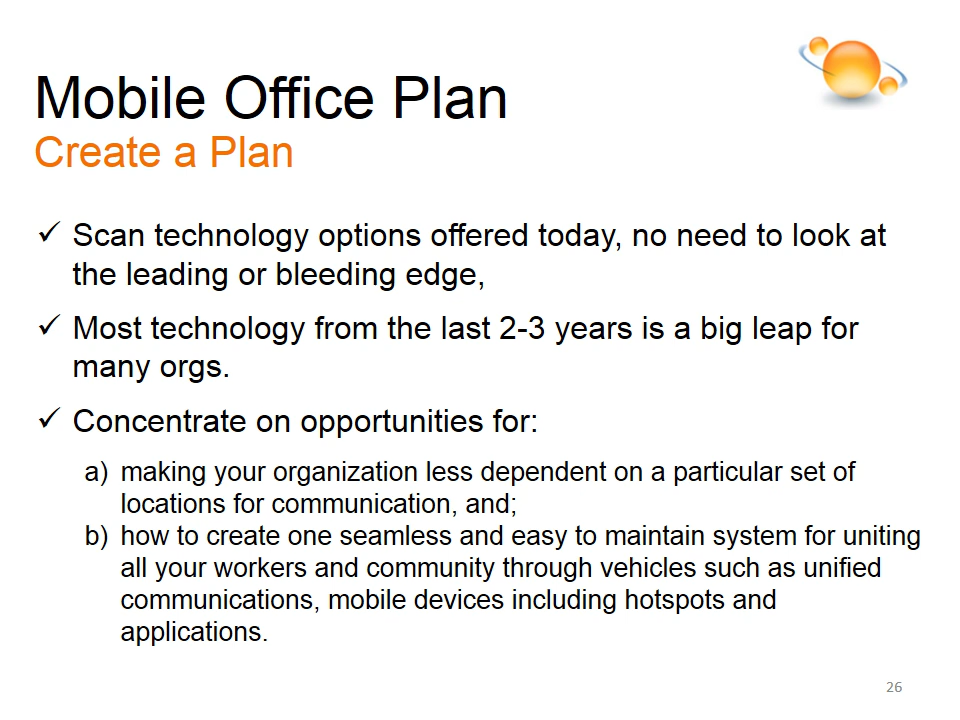 Mobile Office Plan
Create a Plan
✓ Scan technology options offered today, no need to look at
the leading or bleeding edge,
✓ Most technology from the last 2-3 years is a big leap for
many orgs.
✓ Concentrate on opportunities for:
a) making your organization less dependent on a particular set of
locations for communication, and;
b) how to create one seamless and easy to maintain system for uniting
all your workers and community through vehicles such as unified
communications, mobile devices including hotspots and
applications.
26